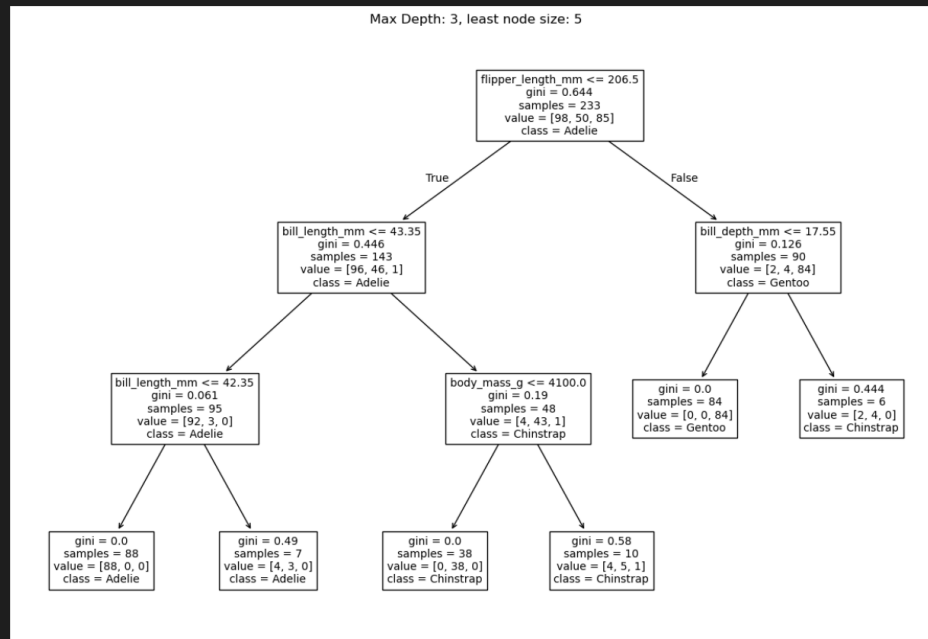 Max Depth: 3, least node size: 5
flipper_length_mm <= 206.5
gini = 0.644
samples = 233
value = [98, 50, 85]
class = Adelie
True
False
bill_length_mm <= 43.35
gini = 0.446
samples = 143
value = [96, 46, 1]
class = Adelie
bill_depth_mm <= 17.55
gini = 0.126
samples = 90
value = [2, 4, 84]
class = Gentoo
bill_length_mm <= 42.35
gini = 0.061
samples = 95
value = [92, 3, 0]
class = Adelie
body_mass_g <= 4100.0
gini = 0.19
samples = 48
value = [4, 43, 1]
class = Chinstrap
gini = 0.0
samples = 84
value = [0, 0, 84]
class = Gentoo
gini = 0.444
samples = 6
value = [2, 4, 0]
class = Chinstrap
gini = 0.0
samples = 88
value = [88, 0, 0]
class = Adelie
gini = 0.49
samples = 7
value = [4, 3, 0]
class = Adelie
gini = 0.0
samples = 38
value = [0, 38, 0]
class = Chinstrap
gini = 0.58
samples = 10
value = [4, 5, 1]
class = Chinstrap